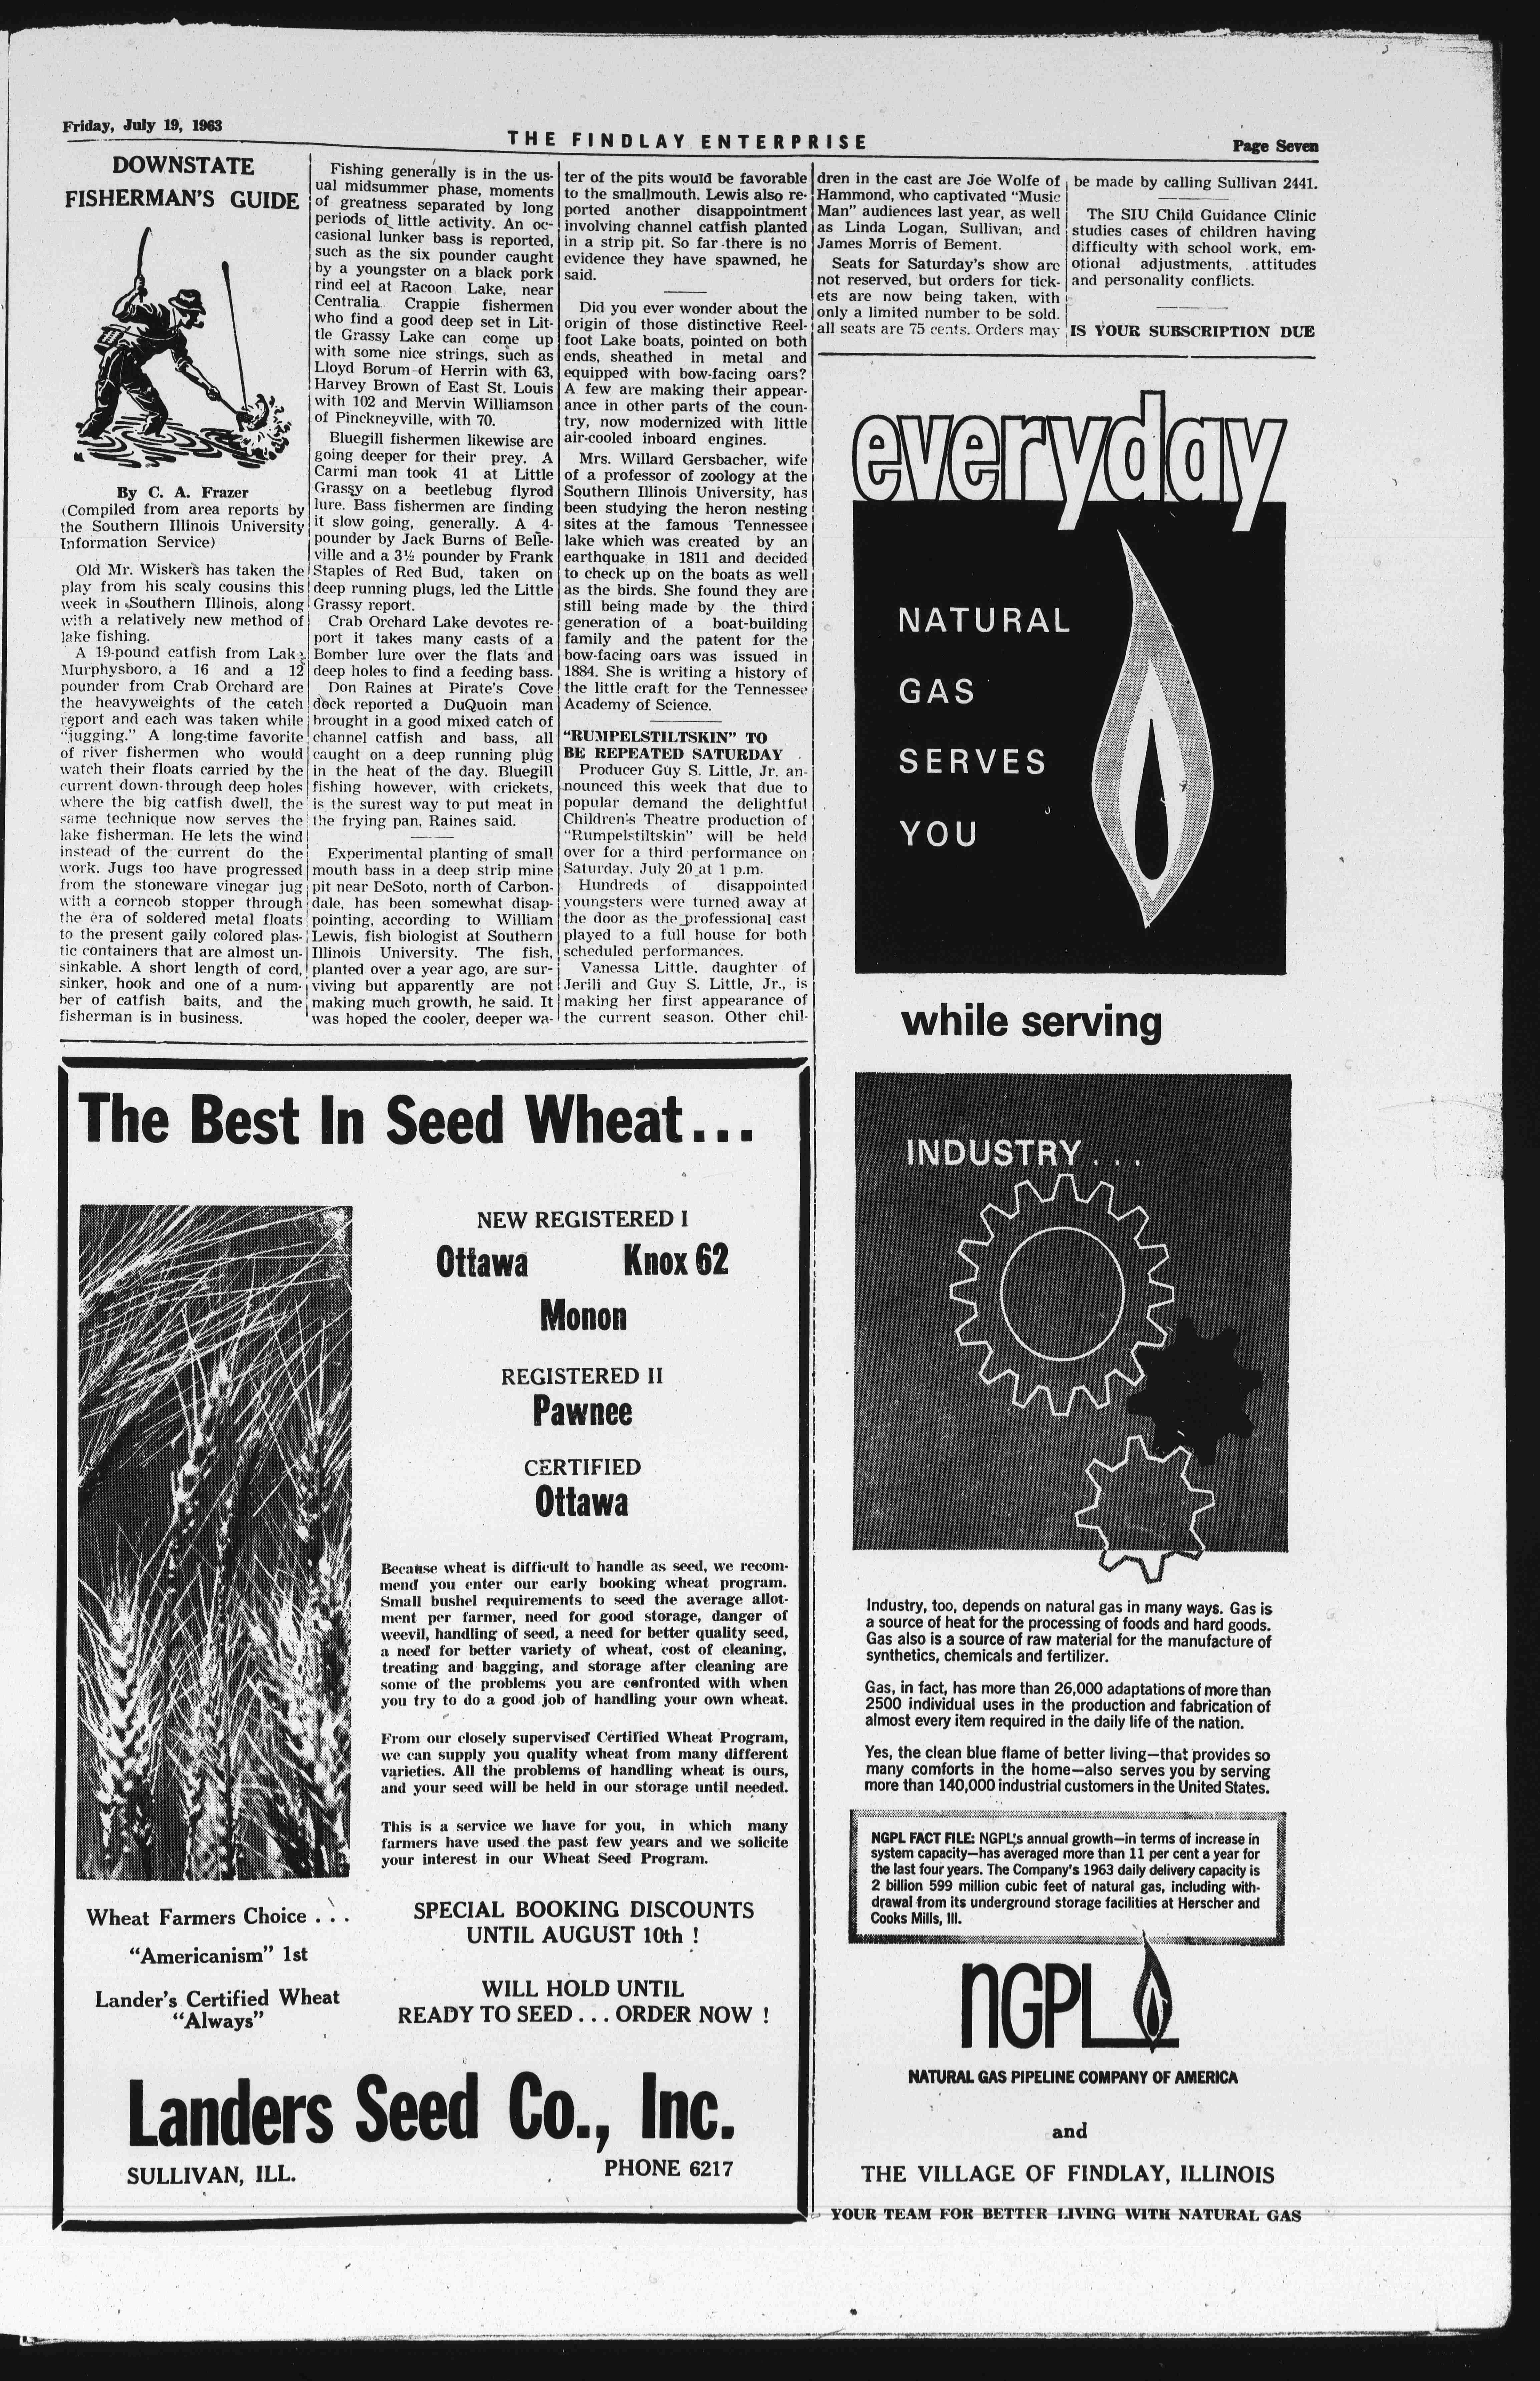 Friday, July 19, 1963
THE FINDLAY ENTERPRISE
Page Seven
DOWNSTATE
FISHERMAN'S GUIDE
By C. A. Frazer
(Compiled from area reports by
the Southern Illinois University
Information Service)
Old Mr. Wiskers has taken the
play from his scaly cousins this
week in Southern Illinois, along
with a relatively new method of
lake fishing.
A 19-pound catfish from Lake
Murphysboro, a 16 and a 12
pounder from Crab Orchard are
the heavyweights of the catch
report and each was taken while
"jugging." A long-time favorite
of river fishermen who would
watch their floats carried by the
current down-through deep holes
where the big catfish dwell, the
same technique now serves the
lake fisherman. He lets the wind
instead of the current do the
work. Jugs too have progressed
from the stoneware vinegar jug
with a corncob stopper through
the era of soldered metal floats
to the present gaily colored plas-
tic containers that are almost un-
sinkable. A short length of cord,
sinker, hook and one of a num-
ber of catfish baits, and the
fisherman is in business.
Fishing generally is in the us-
ual midsummer phase, moments
of greatness separated by long
periods of little activity. An oc-
casional lunker bass is reported,
such as the six pounder caught
by a youngster on a black pork
rind eel at Racoon Lake, near
Centralia. Crappie fishermen
who find a good deep set in Lit-
tle Grassy Lake can come up
with some nice strings, such as
Lloyd Borum of Herrin with 63,
Harvey Brown of East St. Louis
with 102 and Mervin Williamson
of Pinckneyville, with 70.
Bluegill fishermen likewise are
going deeper for their prey. A
Carmi man took 41 at Little
Grassy on a beetlebug flyrod
lure. Bass fishermen are finding
it slow going, generally. A 4-
pounder by Jack Burns of Belle-
ville and a 3½ pounder by Frank
Staples of Red Bud, taken on
deep running plugs, led the Little
Grassy report.
Crab Orchard Lake devotes re-
port it takes many casts of a
Bomber lure over the flats and
deep holes to find a feeding bass.
Don Raines at Pirate's Cove
dock reported a DuQuoin man
brought in a good mixed catch of
channel catfish and bass, all
caught on a deep running plug
in the heat of the day. Bluegill
fishing however, with crickets,
is the surest way to put meat in
the frying pan, Raines said.
Experimental planting of small
mouth bass in a deep strip mine
pit near DeSoto, north of Carbon-
dale, has been somewhat disap-
pointing, according to William
Lewis, fish biologist at Southern
Illinois University. The fish,
planted over a year ago, are sur-
viving but apparently are not
making much growth, he said. It
was hoped the cooler, deeper wa-
ter of the pits would be favorable
to the smallmouth. Lewis also re-
ported another disappointment
involving channel catfish planted
in a strip pit. So far there is no
evidence they have spawned, he
said.
Did you ever wonder about the
origin of those distinctive Reel-
foot Lake boats, pointed on both
ends, sheathed in metal and
equipped with bow-facing oars?
A few are making their appear-
ance in other parts of the coun-
try, now modernized with little
air-cooled inboard engines.
Mrs. Willard Gersbacher, wife
of a professor of zoology at the
Southern Illinois University, has
been studying the heron nesting
sites at the famous Tennessee
lake which was created by an
earthquake in 1811 and decided
to check up on the boats as well
as the birds. She found they are
still being made by the third
generation of a boat-building
family and the patent for the
bow-facing oars was issued in
1884. She is writing a history of
the little craft for the Tennessee
Academy of Science.
"RUMPELSTILTSKIN" TO
BE REPEATED SATURDAY
Producer Guy S. Little, Jr. an-
nounced this week that due to
popular demand the delightful
Children's Theatre production of
"Rumpelstiltskin" will be held
over for a third performance on
Saturday, July 20 at 1 p.m.
Hundreds of disappointed
youngsters were turned away at
the door as the professional cast
played to a full house for both
scheduled performances.
Vanessa Little, daughter of
Jerili and Guy S. Little, Jr., is
making her first appearance of
the current season. Other chil-
dren in the cast are Joe Wolfe of
Hammond, who captivated "Music
Man" audiences last year, as well
as Linda Logan, Sullivan, and
James Morris of Bement.
Seats for Saturday's show are
not reserved, but orders for tick-
ets are now being taken, with
only a limited number to be sold.
all seats are 75 cents. Orders may
be made by calling Sullivan 2441.
The SIU Child Guidance Clinic
studies cases of children having
difficulty with school work, em-
otional adjustments, attitudes
and personality conflicts.
IS YOUR SUBSCRIPTION DUE
The Best In Seed Wheat...
NEW REGISTERED I
Ottawa Knox 62
Monon
REGISTERED II
Pawnee
CERTIFIED
Ottawa
Because wheat is difficult to handle as seed, we recom-
mend you enter our early booking wheat program.
Small bushel requirements to seed the average allot-
ment per farmer, need for good storage, danger of
weevil, handling of seed, a need for better quality seed,
a need for better variety of wheat, cost of cleaning,
treating and bagging, and storage after cleaning are
some of the problems you are confronted with when
you try to do a good job of handling your own wheat.
From our closely supervised Certified Wheat Program,
we can supply you quality wheat from many different
varieties. All the problems of handling wheat is ours,
and your seed will be held in our storage until needed.
This is a service we have for you, in which many
farmers have used the past few years and we solicite
your interest in our Wheat Seed Program.
Wheat Farmers Choice . . .
"Americanism" 1st
Lander's Certified Wheat
"Always"
SPECIAL BOOKING DISCOUNTS
UNTIL AUGUST 10th !
WILL HOLD UNTIL
READY TO SEED . . . ORDER NOW !
Landers Seed Co., Inc.
SULLIVAN, ILL.
PHONE 6217
everyday
NATURAL
GAS
SERVES
YOU
while serving
INDUSTRY . . .
Industry, too, depends on natural gas in many ways. Gas is
a source of heat for the processing of foods and hard goods.
Gas also is a source of raw material for the manufacture of
synthetics, chemicals and fertilizer.
Gas, in fact, has more than 26,000 adaptations of more than
2500 individual uses in the production and fabrication of
almost every item required in the daily life of the nation.
Yes, the clean blue flame of better living—that provides so
many comforts in the home—also serves you by serving
more than 140,000 industrial customers in the United States.
NGPL FACT FILE: NGPL's annual growth—in terms of increase in
system capacity—has averaged more than 11 per cent a year for
the last four years. The Company's 1963 daily delivery capacity is
2 billion 599 million cubic feet of natural gas, including with-
drawal from its underground storage facilities at Herscher and
Cooks Mills, Ill.
NGPL
NATURAL GAS PIPELINE COMPANY OF AMERICA
and
THE VILLAGE OF FINDLAY, ILLINOIS
YOUR TEAM FOR BETTER LIVING WITH NATURAL GAS